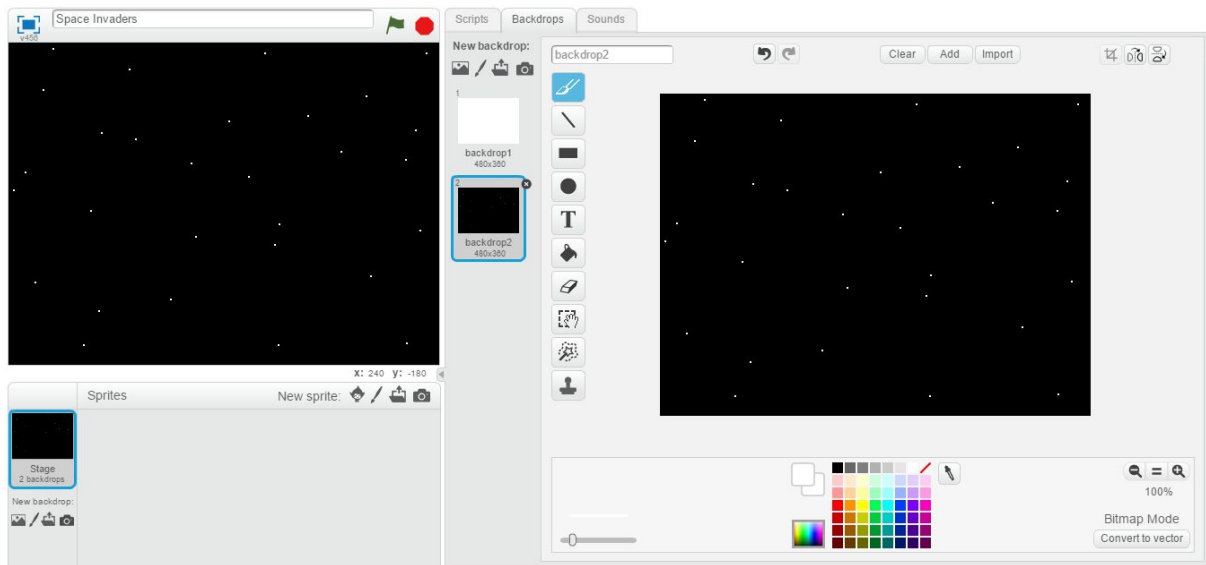 Space Invaders
v456
Scripts
Backdrops
Sounds
New backdrop:
1
backdrop1
480x360
2
backdrop2
480x360
backdrop2
Clear
Add
Import
T
x: 240 y: -180
Sprites
New sprite:
Stage
2 backdrops
New backdrop:
100%
Bitmap Mode
Convert to vector